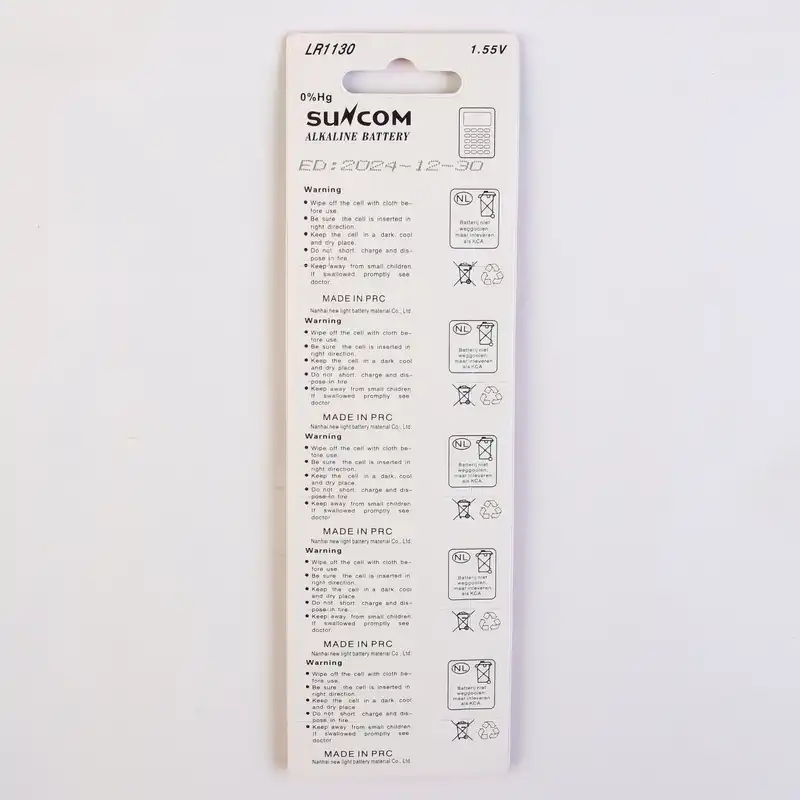 LR1130 1.55V
0%Hg
SUNCOM
ALKALINE BATTERY
ED:2024-12-30
Warning
• Wipe off the cell with cloth be-
fore use.
• Be sure the cell is inserted in
right direction.
• Keep the cell in a dark cool
and dry place.
• Do not short. charge and dis-
pose in fire.
• Keep away from small children.
If swallowed promptly see
doctor.
NL
Batterij niet
weggooien,
maar inleveren
als KCA
MADE IN PRC
Nanhai new light battery material Co., Ltd.
Warning
• Wipe off the cell with cloth be-
fore use.
• Be sure the cell is inserted in
right direction.
• Keep the cell in a dark cool
and dry place.
• Do not short. charge and dis-
pose in fire.
• Keep away from small children.
If swallowed promptly see
doctor.
NL
Batterij niet
weggooien,
maar inleveren
als KCA
MADE IN PRC
Nanhai new light battery material Co., Ltd.
Warning
• Wipe off the cell with cloth be-
fore use.
• Be sure the cell is inserted in
right direction.
• Keep the cell in a dark cool
and dry place.
• Do not short. charge and dis-
pose in fire.
• Keep away from small children.
If swallowed promptly see
doctor.
NL
Batterij niet
weggooien,
maar inleveren
als KCA
MADE IN PRC
Nanhai new light battery material Co., Ltd.
Warning
• Wipe off the cell with cloth be-
fore use.
• Be sure the cell is inserted in
right direction.
• Keep the cell in a dark cool
and dry place.
• Do not short. charge and dis-
pose in fire.
• Keep away from small children.
If swallowed promptly see
doctor.
NL
Batterij niet
weggooien,
maar inleveren
als KCA
MADE IN PRC
Nanhai new light battery material Co., Ltd.
Warning
• Wipe off the cell with cloth be-
fore use.
• Be sure the cell is inserted in
right direction.
• Keep the cell in a dark cool
and dry place.
• Do not short. charge and dis-
pose in fire.
• Keep away from small children.
If swallowed promptly see
doctor.
NL
Batterij niet
weggooien,
maar inleveren
als KCA
MADE IN PRC
Nanhai new light battery material Co., Ltd.